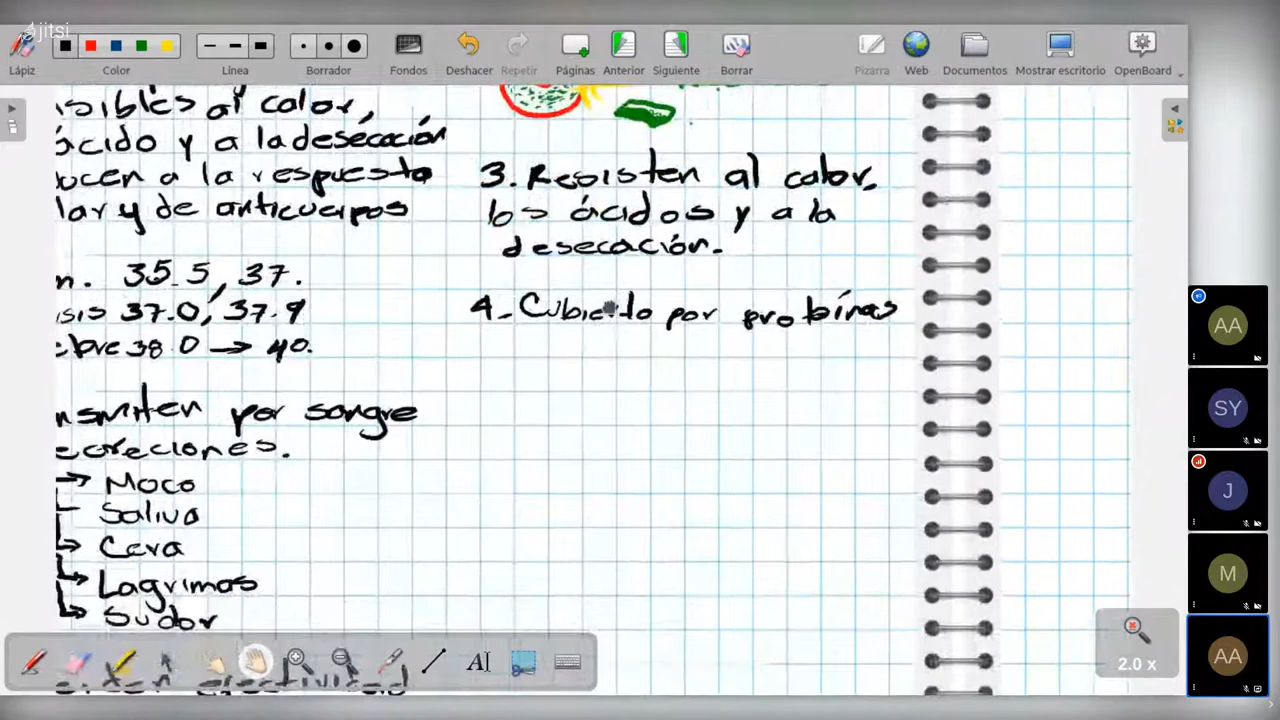 jitsi
Lápiz
Color
Línea
Borrador
Fondos
Deshacer
Repetir
Páginas
Anterior
Siguiente
Borrar
Pizarra
Web
Documentos
Mostrar escritorio
OpenBoard
sibles al calor,
ácido y a la desecación
ucen a la respuesta
lar y de anticuerpos
n. 35.5, 37.
sis 37.0, 37.9
ebre 38.0 → 40.
nsmiten por sangre
ecreciones.
→ Moco
Saliva
→ Cera
→ Lagrimas
→ Sudor
efectividad
3. Resisten al calor,
los ácidos y a la
desecación.
4.- Cubierto por proteínas
AA
SY
J
M
AA
2.0 x
AI